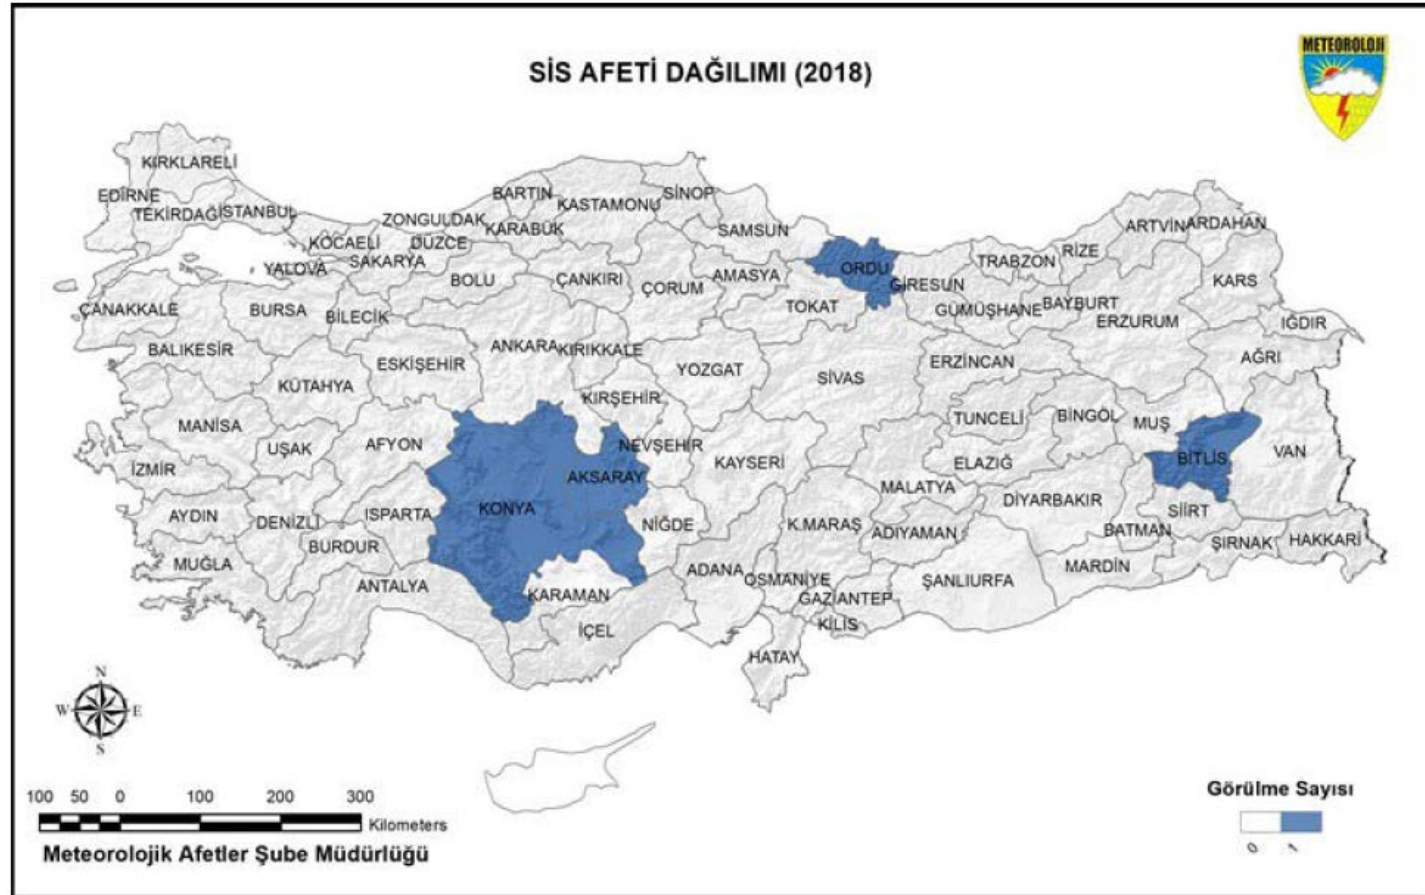 SİS AFETİ DAĞILIMI (2018)
METEOROLOJİ
KIRKLARELİ
EDİRNE
TEKİRDAĞ
İSTANBUL
KOCAELİ
YALOVA
SAKARYA
DÜZCE
ZONGULDAK
BARTIN
KARABÜK
KASTAMONU
SİNOP
SAMSUN
ORDU
GİRESUN
TRABZON
RİZE
ARTVİN
ARDAHAN
KARS
IĞDIR
AĞRI
ERZURUM
BAYBURT
GÜMÜŞHANE
TOKAT
AMASYA
ÇORUM
ÇANKIRI
BOLU
BİLECİK
BURSA
ÇANAKKALE
BALIKESİR
KÜTAHYA
ESKİŞEHİR
ANKARA
KIRIKKALE
YOZGAT
SİVAS
ERZİNCAN
TUNCELİ
BİNGÖL
MUŞ
BİTLİS
VAN
KIRŞEHİR
NEVŞEHİR
KAYSERİ
MALATYA
ELAZIĞ
DİYARBAKIR
SİİRT
BATMAN
ŞIRNAK
HAKKARİ
MARDİN
ŞANLIURFA
ADIYAMAN
K.MARAŞ
AKSARAY
NİĞDE
KONYA
AFYON
UŞAK
MANİSA
İZMİR
AYDIN
DENİZLİ
ISPARTA
BURDUR
MUĞLA
ANTALYA
KARAMAN
İÇEL
ADANA
OSMANİYE
GAZİANTEP
KİLİS
HATAY
N
W E
S
100 50 0 100 200 300
Kilometers
Meteorolojik Afetler Şube Müdürlüğü
Görülme Sayısı
0 1